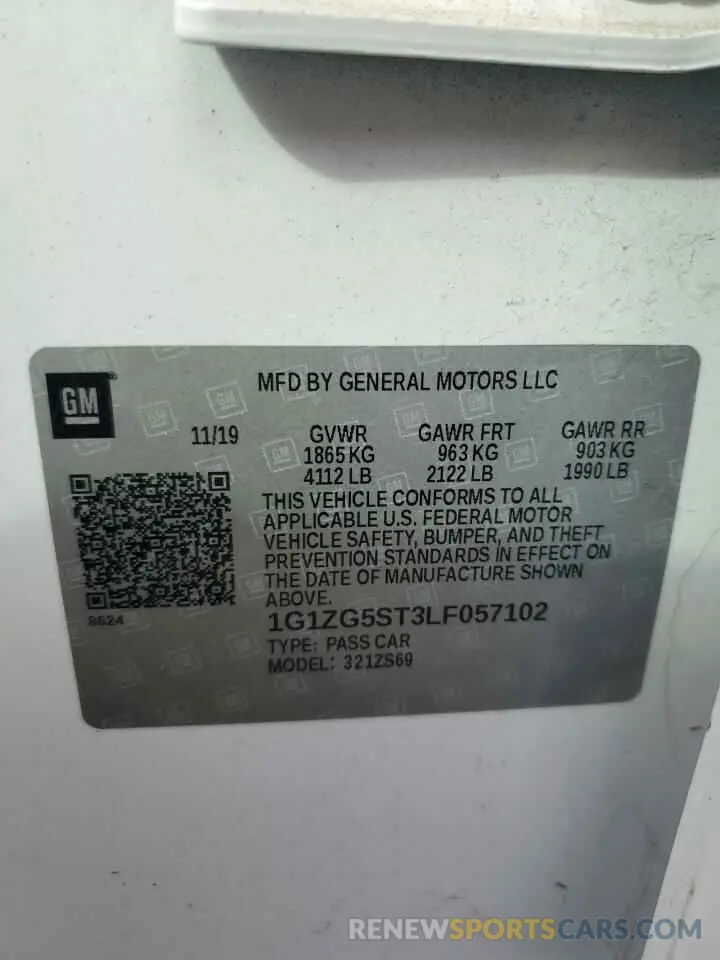 GM
MFD BY GENERAL MOTORS LLC
11/19 GVWR GAWR FRT GAWR RR
1865 KG 963 KG 903 KG
4112 LB 2122 LB 1990 LB
THIS VEHICLE CONFORMS TO ALL
APPLICABLE U.S. FEDERAL MOTOR
VEHICLE SAFETY, BUMPER, AND THEFT
PREVENTION STANDARDS IN EFFECT ON
THE DATE OF MANUFACTURE SHOWN
ABOVE.
8624
1G1ZG5ST3LF057102
TYPE: PASS CAR
MODEL: 321ZS69
RENEWSPORTSCARS.COM